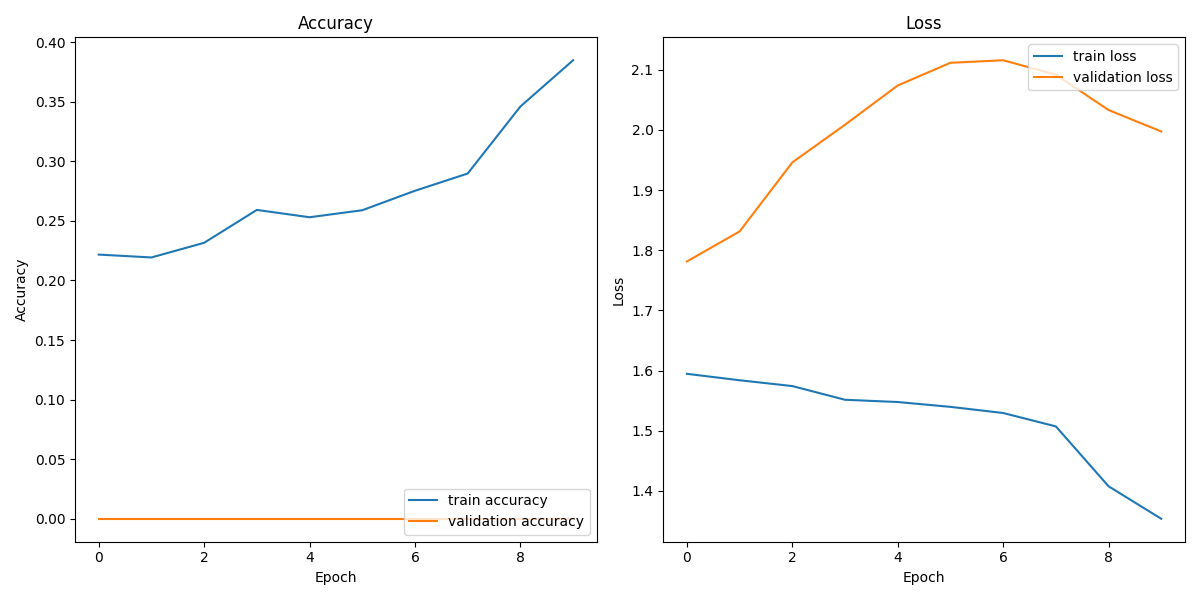 Accuracy
0.40
0.35
0.30
0.25
0.20
0.15
0.10
0.05
0.00
Accuracy
train accuracy
validation accuracy
0 2 4 6 8
Epoch
Loss
2.1
2.0
1.9
1.8
1.7
1.6
1.5
1.4
Loss
train loss
validation loss
0 2 4 6 8
Epoch